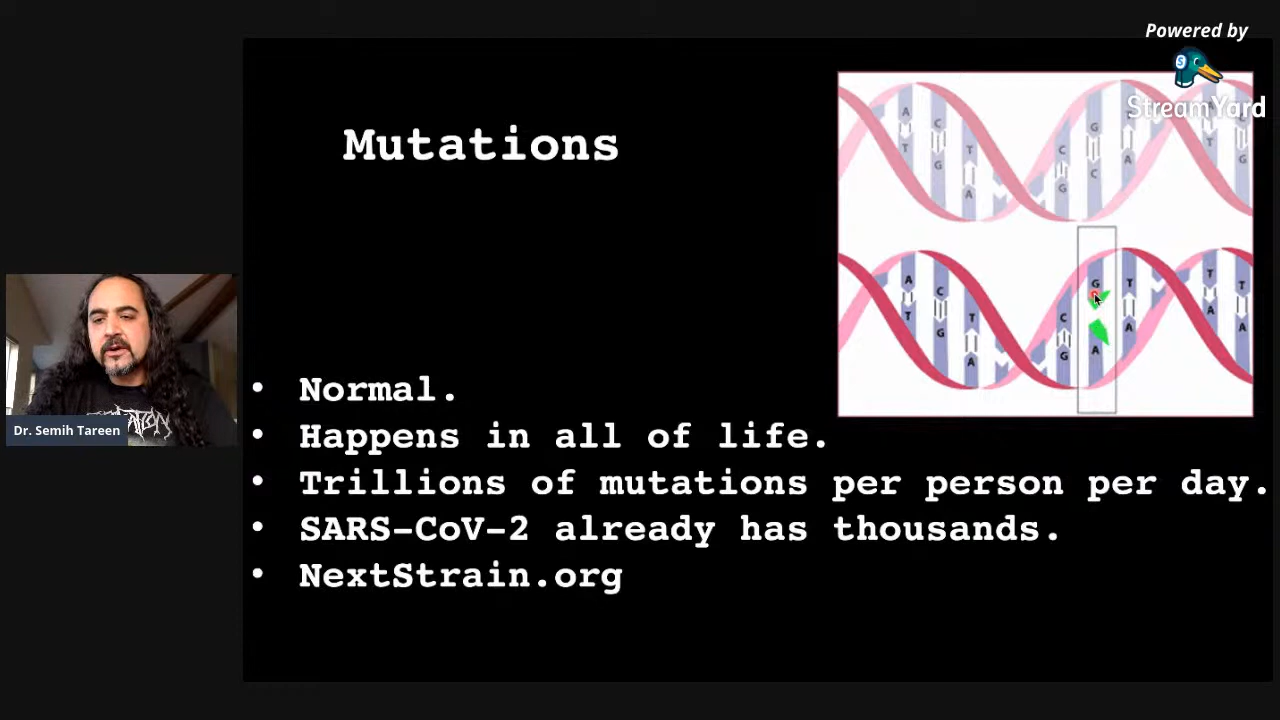 Powered by
StreamYard
Mutations
• Normal.
• Happens in all of life.
• Trillions of mutations per person per day.
• SARS-CoV-2 already has thousands.
• NextStrain.org
Dr. Semih Tareen
A
T
C
G
T
A
C
G
G
C
A
T
G
A
T
C
G
T
A
C
G
G
A
T
A
T
A
T
A